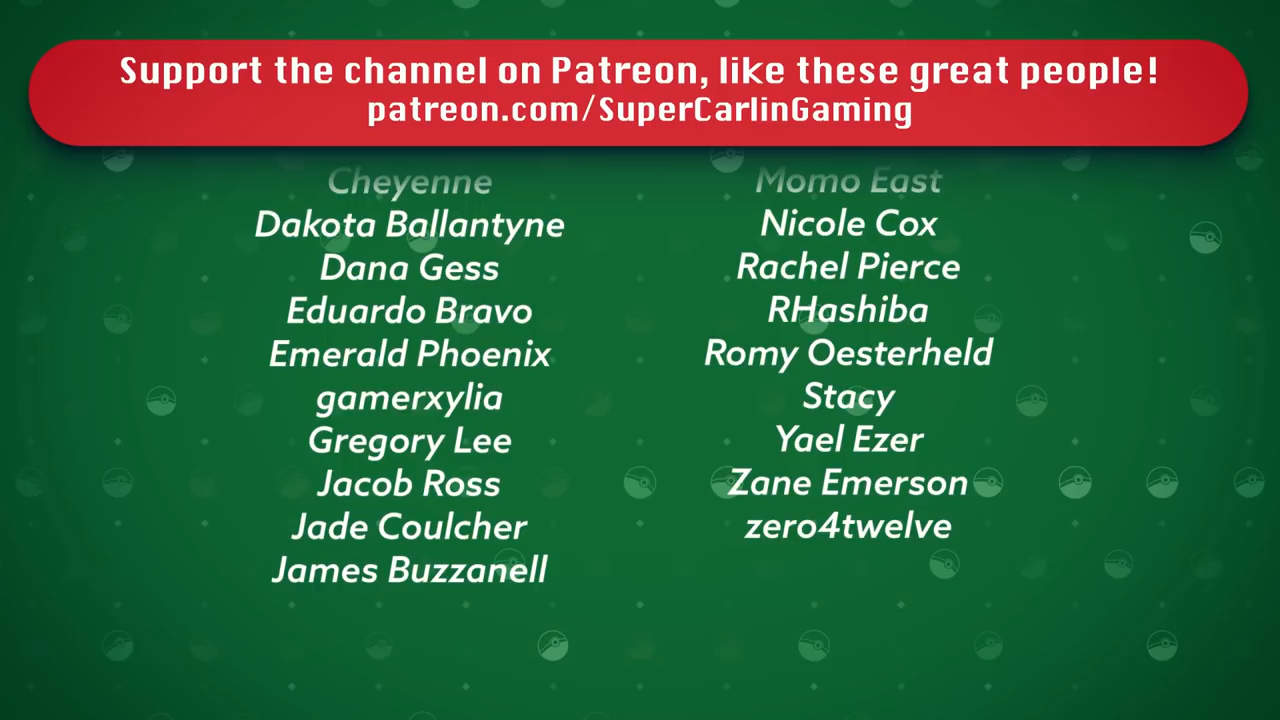 Support the channel on Patreon, like these great people!
patreon.com/SuperCarlinGaming
Cheyenne
Dakota Ballantyne
Dana Gess
Eduardo Bravo
Emerald Phoenix
gamerxylia
Gregory Lee
Jacob Ross
Jade Coulcher
James Buzzanell
Momo East
Nicole Cox
Rachel Pierce
RHashiba
Romy Oesterheld
Stacy
Yael Ezer
Zane Emerson
zero4twelve